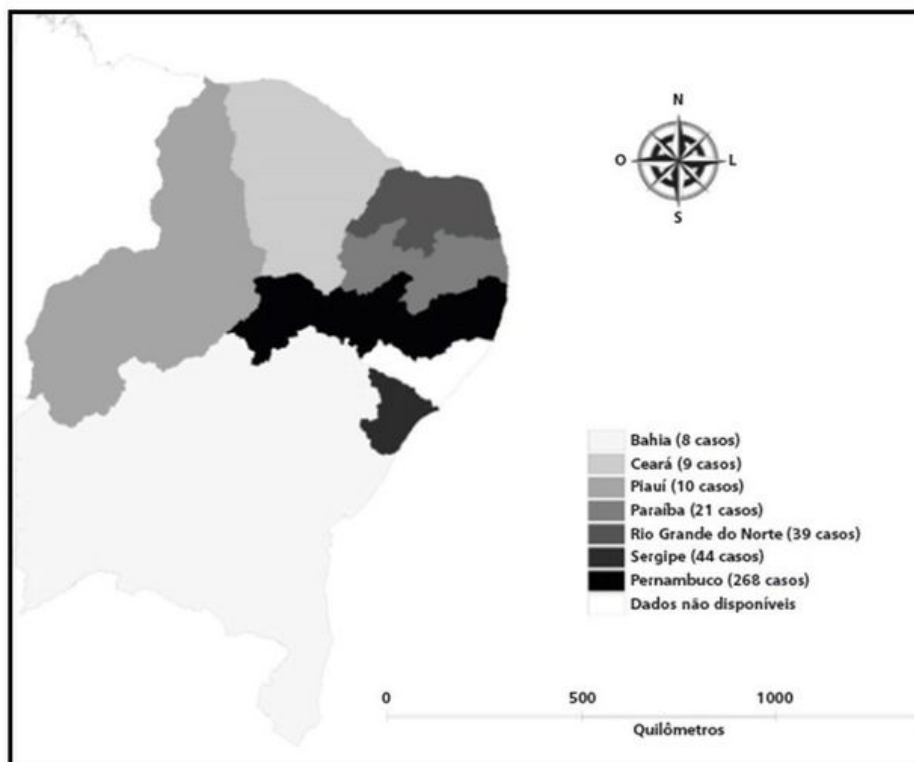 N
O L
S
Bahia (8 casos)
Ceará (9 casos)
Piauí (10 casos)
Paraíba (21 casos)
Rio Grande do Norte (39 casos)
Sergipe (44 casos)
Pernambuco (268 casos)
Dados não disponíveis
0 500 1000
Quilômetros